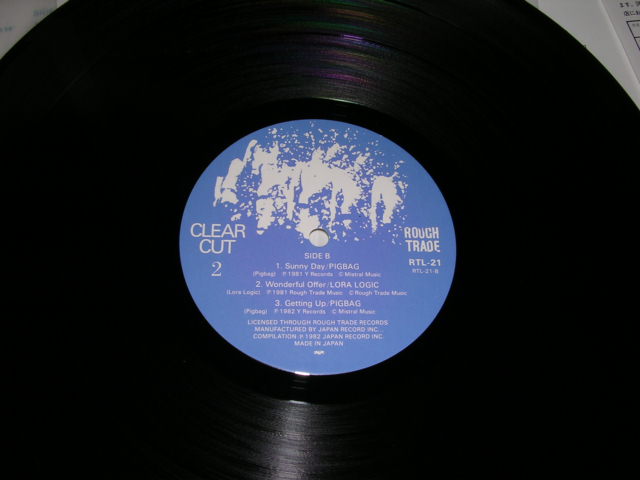 CLEAR
CUT
2
ROUGH
TRADE
RTL-21
RTL-21-B
SIDE B
1. Sunny Day/PIGBAG
(Pigbag) ℗1981 Y Records ©Mistral Music
2. Wonderful Offer/LORA LOGIC
(Lora Logic) ℗1981 Rough Trade Music ©Rough Trade Music
3. Getting Up/PIGBAG
(Pigbag) ℗1982 Y Records ©Mistral Music
LICENSED THROUGH ROUGH TRADE RECORDS
MANUFACTURED BY JAPAN RECORD INC.
COMPILATION:℗1982 JAPAN RECORD INC.
MADE IN JAPAN